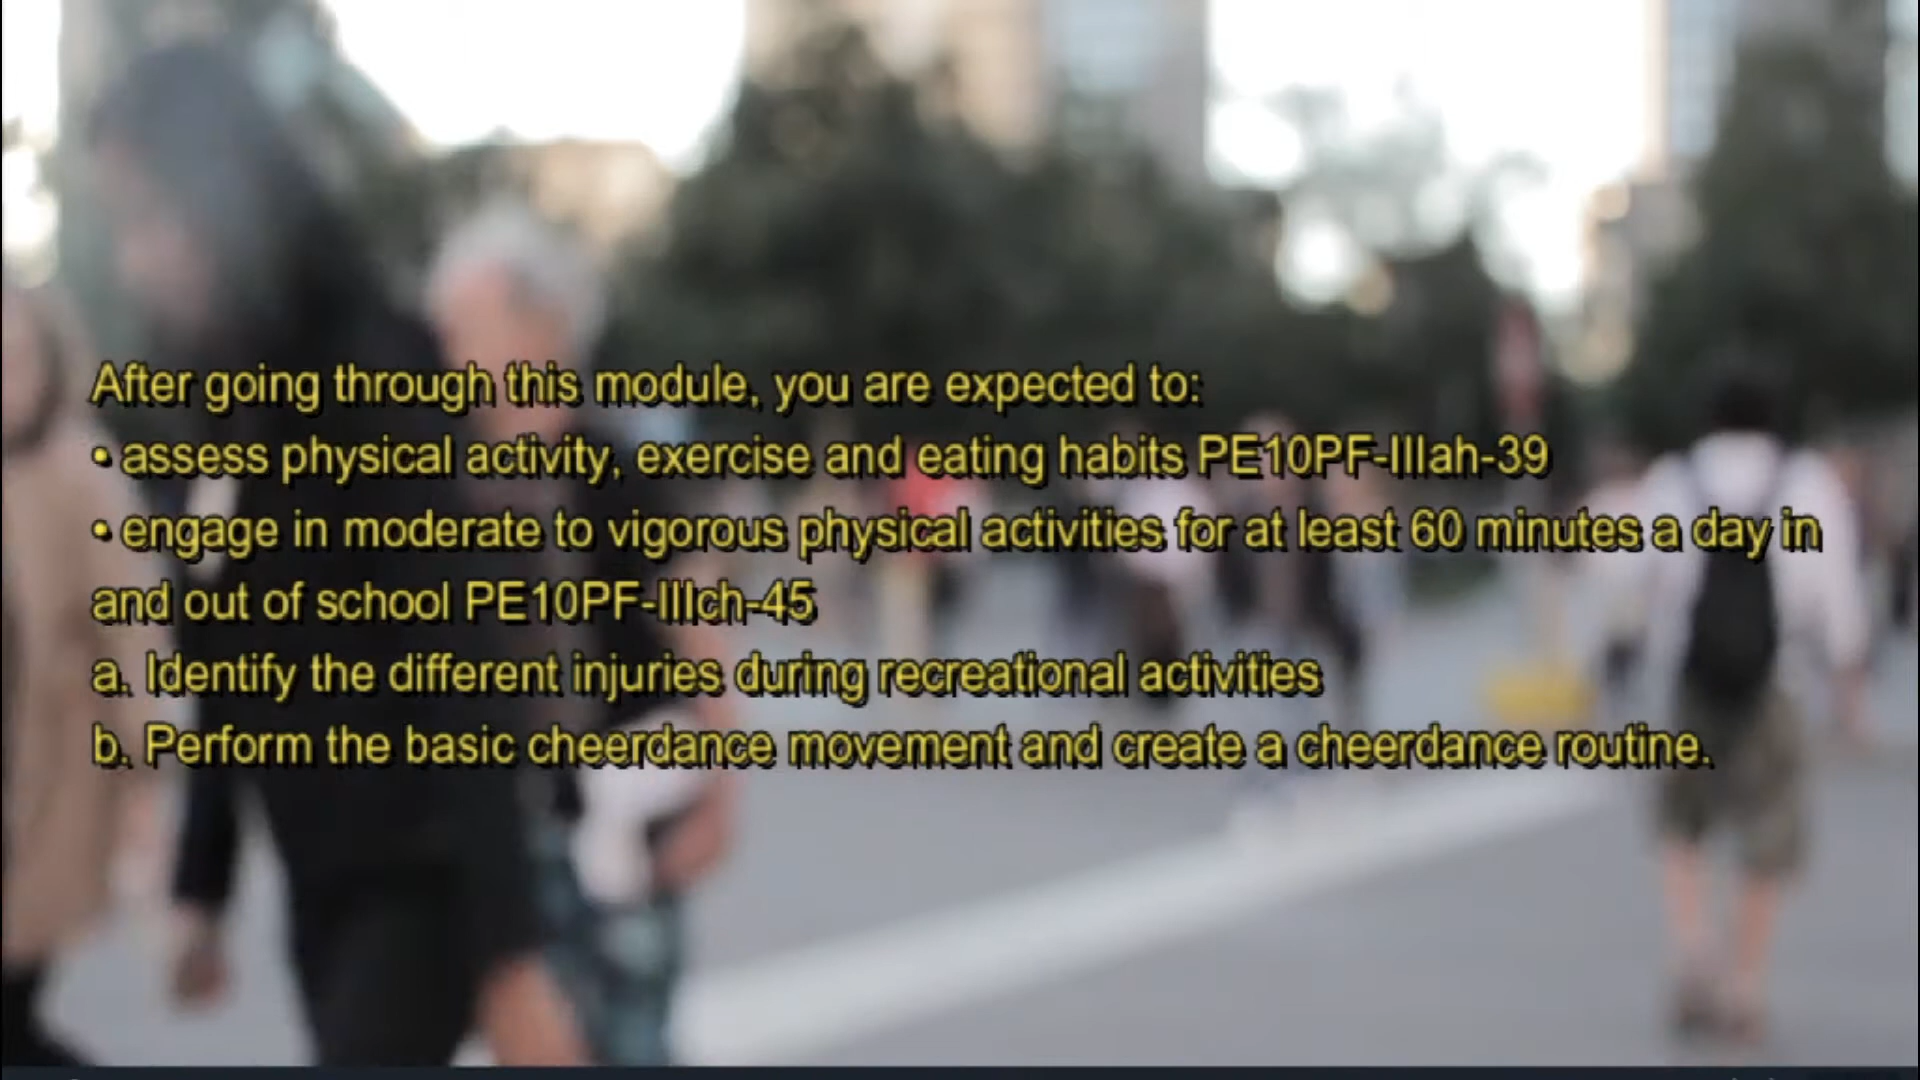 After going through this module, you are expected to:
• assess physical activity, exercise and eating habits PE10PF-IIIah-39
• engage in moderate to vigorous physical activities for at least 60 minutes a day in
and out of school PE10PF-IIIch-45
a. Identify the different injuries during recreational activities
b. Perform the basic cheerdance movement and create a cheerdance routine.